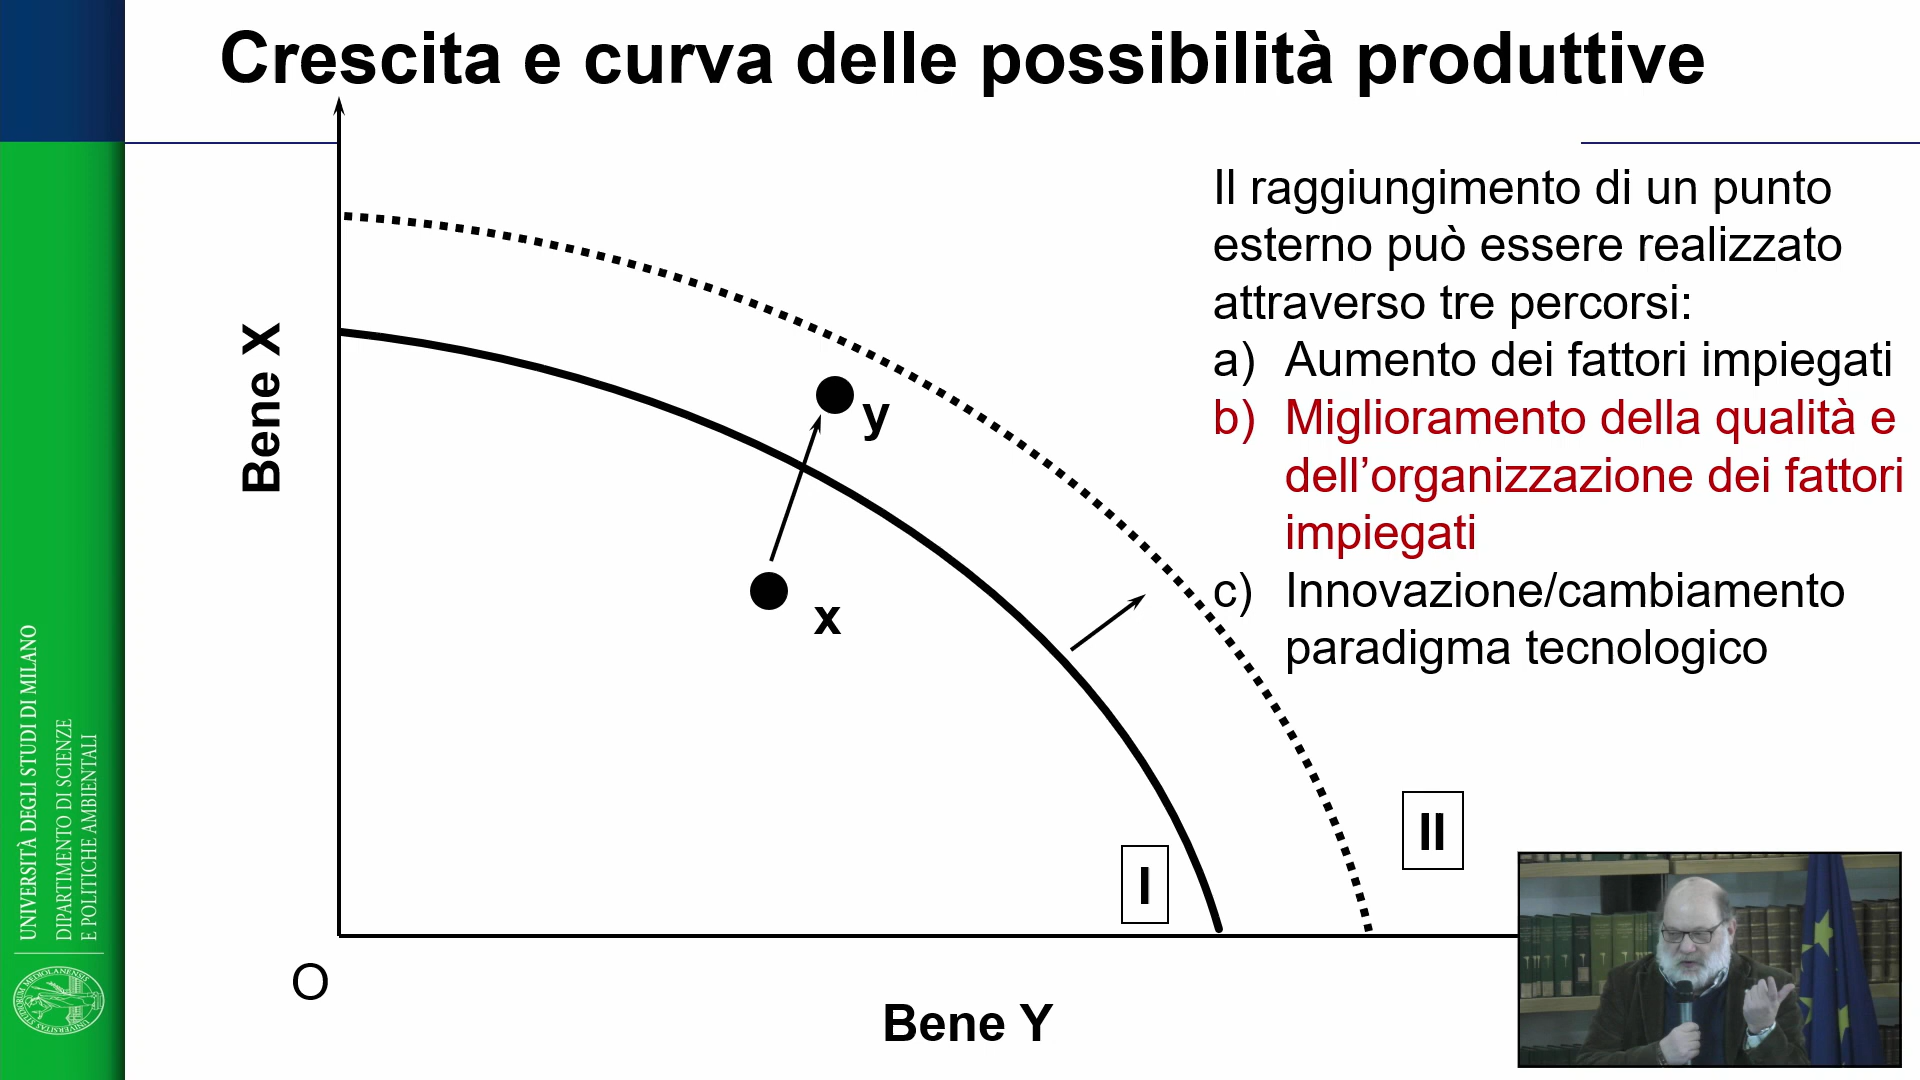 Crescita e curva delle possibilità produttive
Il raggiungimento di un punto
esterno può essere realizzato
attraverso tre percorsi:
a) Aumento dei fattori impiegati
b) Miglioramento della qualità e
dell’organizzazione dei fattori
impiegati
c) Innovazione/cambiamento
paradigma tecnologico
Bene X
y
x
I
II
O
Bene Y
UNIVERSITÀ DEGLI STUDI DI MILANO
DIPARTIMENTO DI SCIENZE
E POLITICHE AMBIENTALI